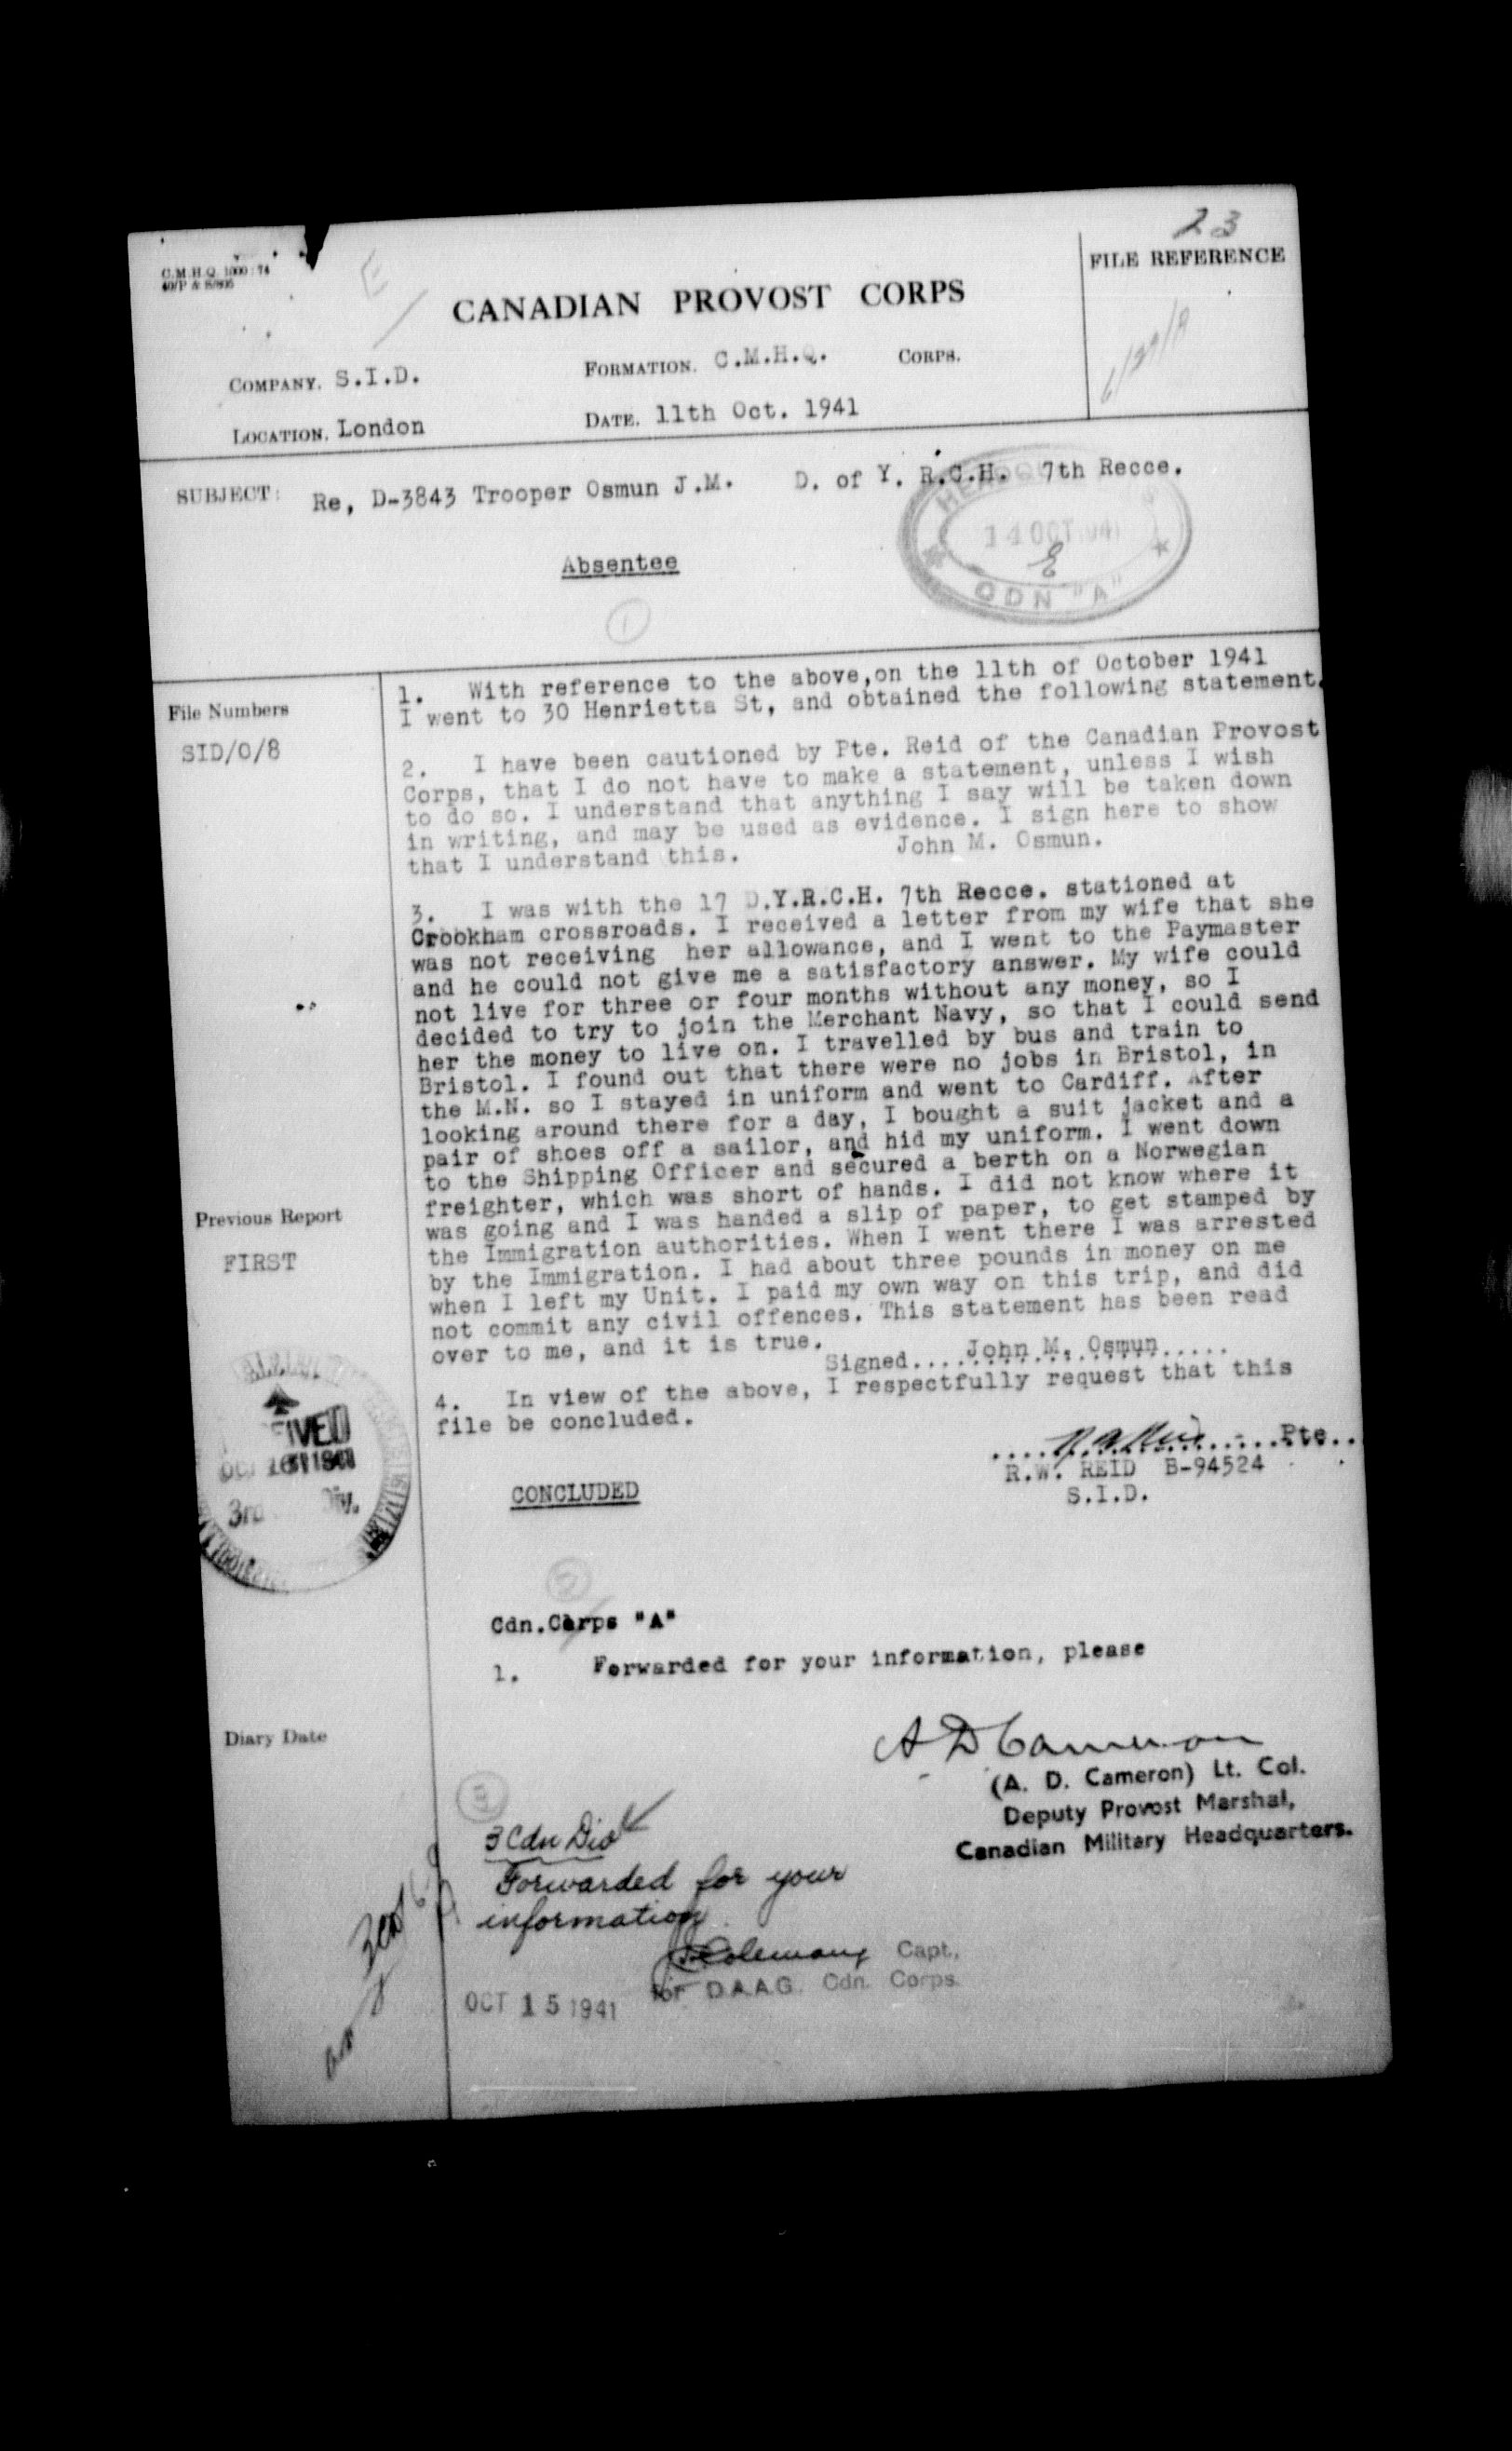 23
C.M.H.Q. 1000/74
FILE REFERENCE
E
CANADIAN PROVOST CORPS
COMPANY. S.I.D. FORMATION. C.M.H.Q. CORPS.
LOCATION. London DATE. 11th Oct. 1941
SUBJECT: Re, D-3843 Trooper Osmun J.M. D. of Y. R.C.H. 7th Recce.
14 OCT
CDN "A"
Absentee
1
File Numbers
SID/0/8
1. With reference to the above,on the 11th of October 1941
I went to 30 Henrietta St, and obtained the following statement.
2. I have been cautioned by Pte. Reid of the Canadian Provost
Corps, that I do not have to make a statement, unless I wish
to do so. I understand that anything I say will be taken down
in writing, and may be used as evidence. I sign here to show
that I understand this. John M. Osmun.
3. I was with the 17 D.Y.R.C.H. 7th Recce. stationed at
Crookham crossroads. I received a letter from my wife that she
was not receiving her allowance, and I went to the Paymaster
and he could not give me a satisfactory answer. My wife could
not live for three or four months without any money, so I
decided to try to join the Merchant Navy, so that I could send
her the money to live on. I travelled by bus and train to
Bristol. I found out that there were no jobs in Bristol, in
the M.N. so I stayed in uniform and went to Cardiff. After
looking around there for a day, I bought a suit jacket and a
pair of shoes off a sailor, and hid my uniform. I went down
to the Shipping Officer and secured a berth on a Norwegian
freighter, which was short of hands. I did not know where it
was going and I was handed a slip of paper, to get stamped by
the Immigration authorities. When I went there I was arrested
by the Immigration. I had about three pounds in money on me
when I left my Unit. I paid my own way on this trip, and did
not commit any civil offences. This statement has been read
over to me, and it is true.
Signed....John M. Osmun.....
4. In view of the above, I respectfully request that this
file be concluded.
Previous Report
FIRST
Pte..
R.W. REID B-94524
S.I.D.
CONCLUDED
Cdn.Corps "A"
1. Forwarded for your information, please
Diary Date
A D Cameron
(A. D. Cameron) Lt. Col.
Deputy Provost Marshal,
Canadian Military Headquarters.
3
3 Cdn Div
Forwarded for your
information
Coleman Capt.,
for D.A.A.G. Cdn. Corps.
OCT 15 1941